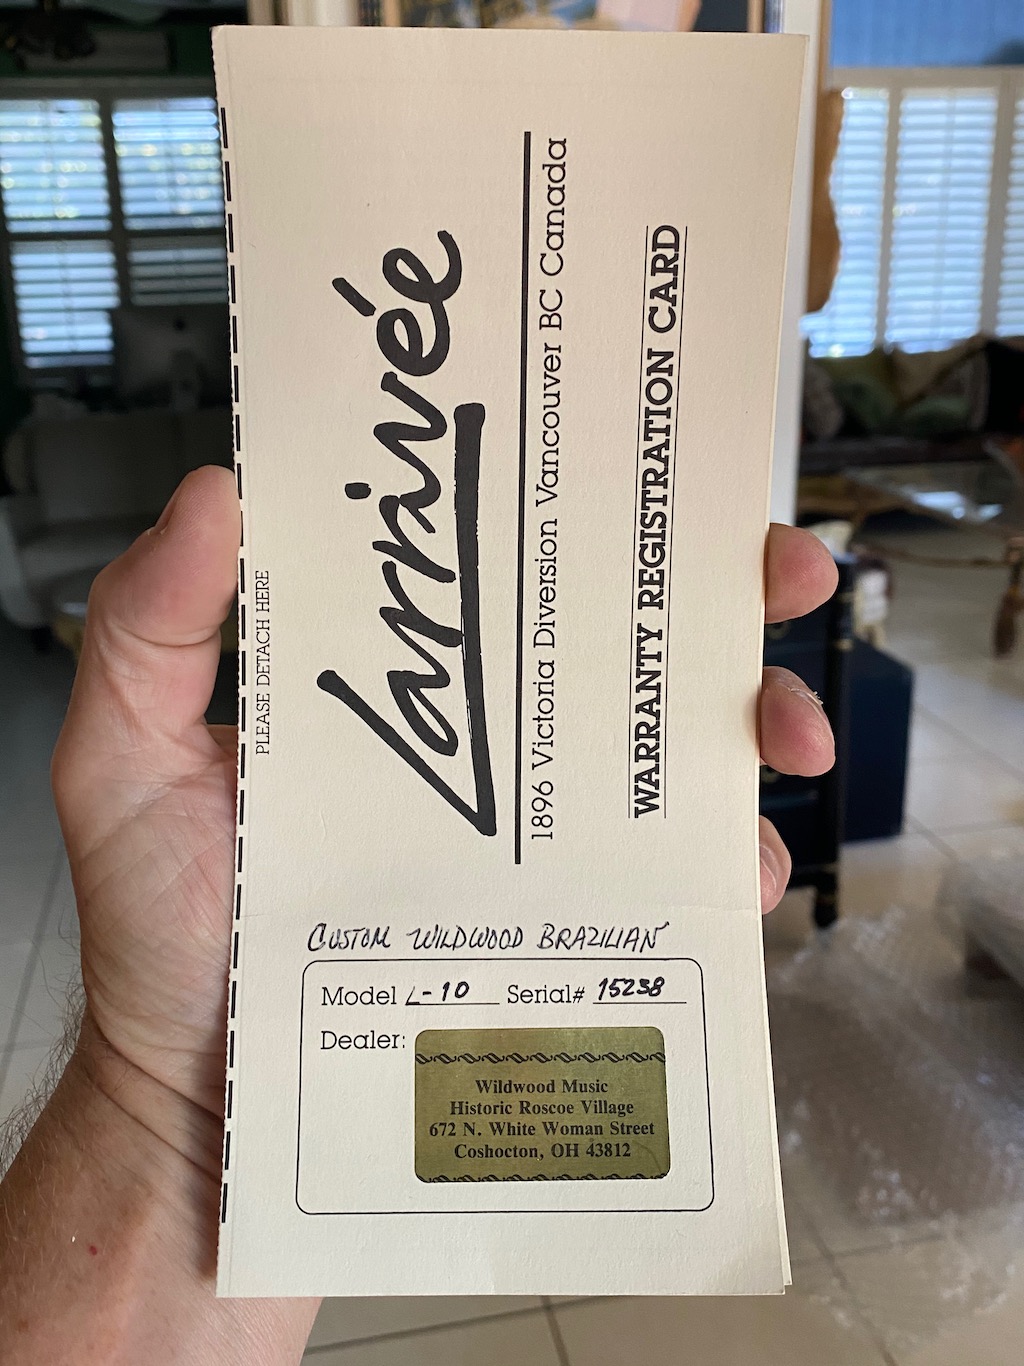 PLEASE DETACH HERE
Larrivée
1896 Victoria Diversion Vancouver BC Canada
WARRANTY REGISTRATION CARD
CUSTOM WILDWOOD BRAZILIAN
Model L-10 Serial# 15238
Dealer:
Wildwood Music
Historic Roscoe Village
672 N. White Woman Street
Coshocton, OH 43812